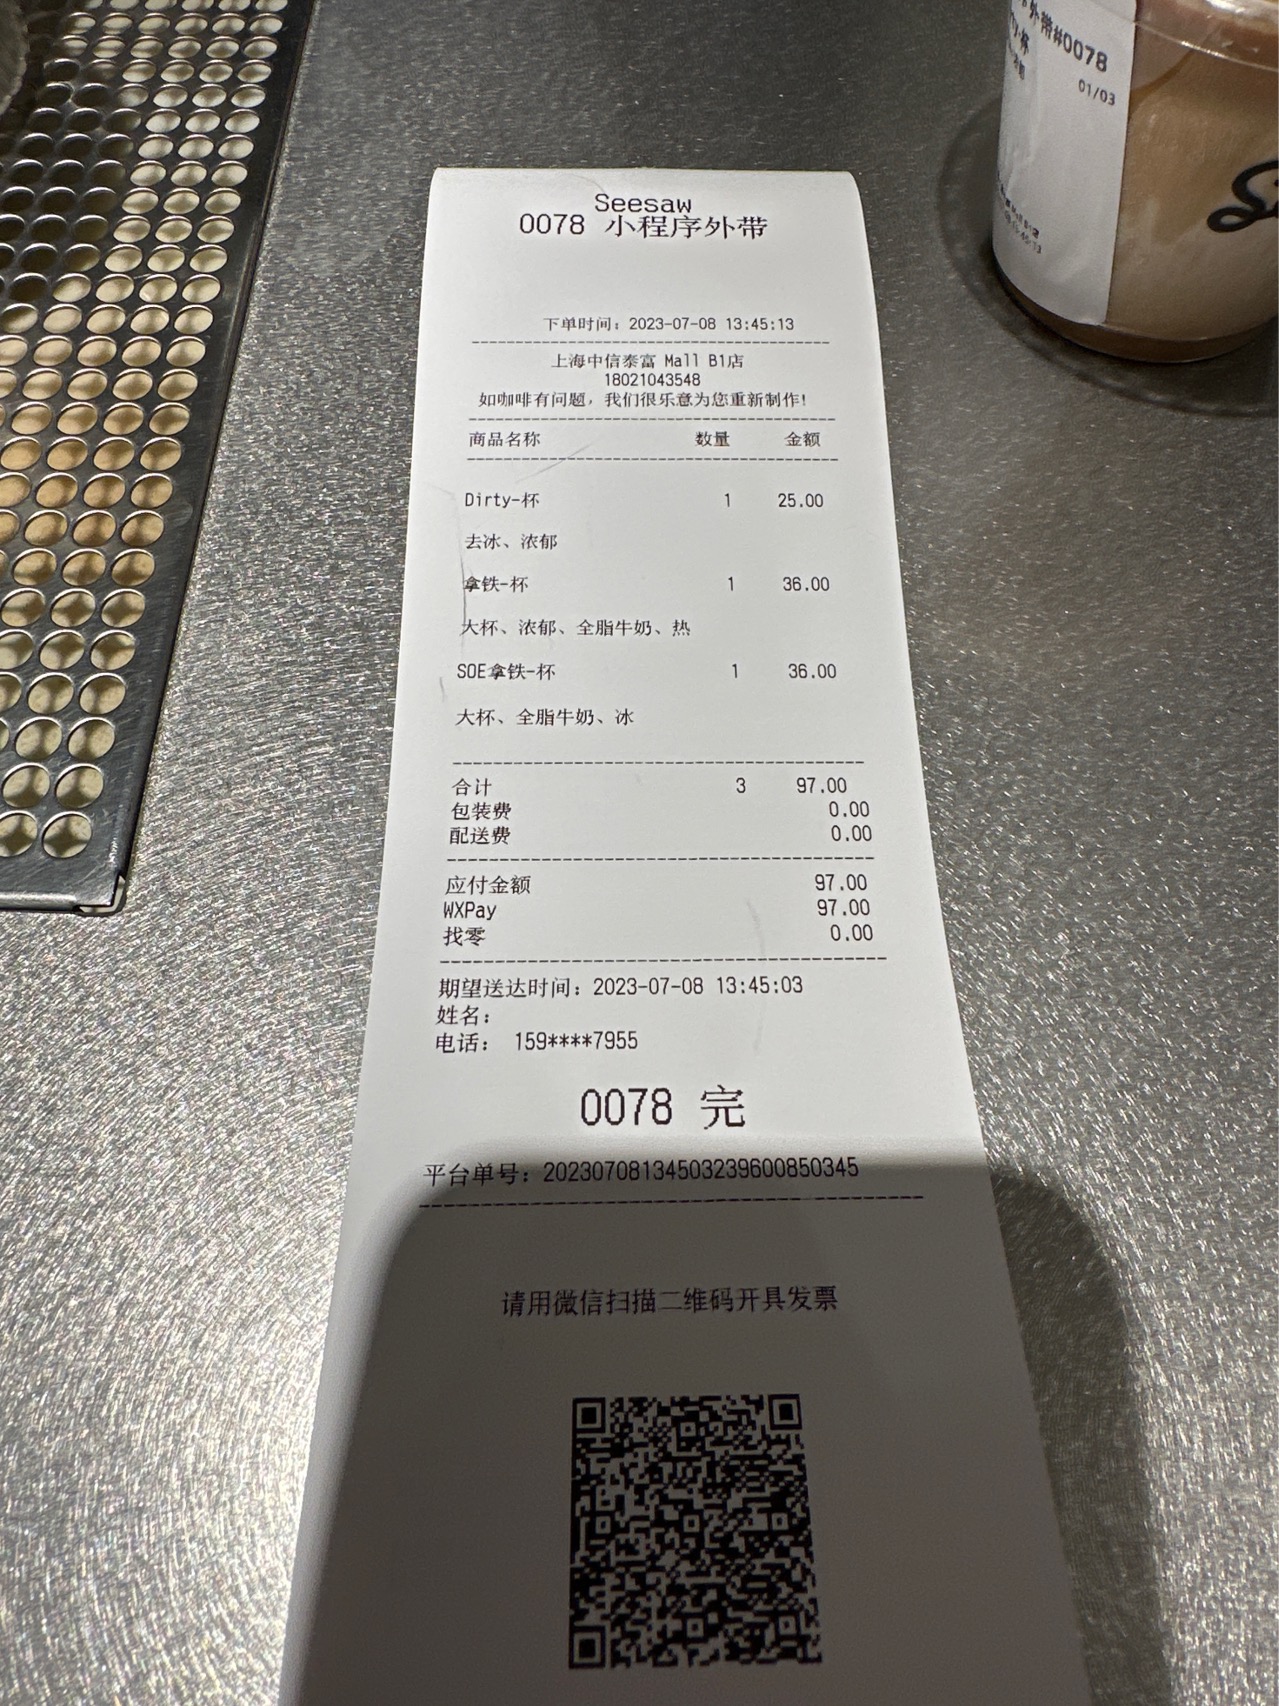 外带#0078
杯
01/03
Seesaw
0078 小程序外带
下单时间：2023-07-08 13:45:13
上海中信泰富 Mall B1店
18021043548
如咖啡有问题，我们很乐意为您重新制作！
商品名称 数量 金额
Dirty-杯 1 25.00
去冰、浓郁
拿铁-杯 1 36.00
大杯、浓郁、全脂牛奶、热
SOE拿铁-杯 1 36.00
大杯、全脂牛奶、冰
合计 3 97.00
包装费 0.00
配送费 0.00
应付金额 97.00
WXPay 97.00
找零 0.00
期望送达时间：2023-07-08 13:45:03
姓名：
电话： 159****7955
0078 完
平台单号：20230708134503239600850345
请用微信扫描二维码开具发票